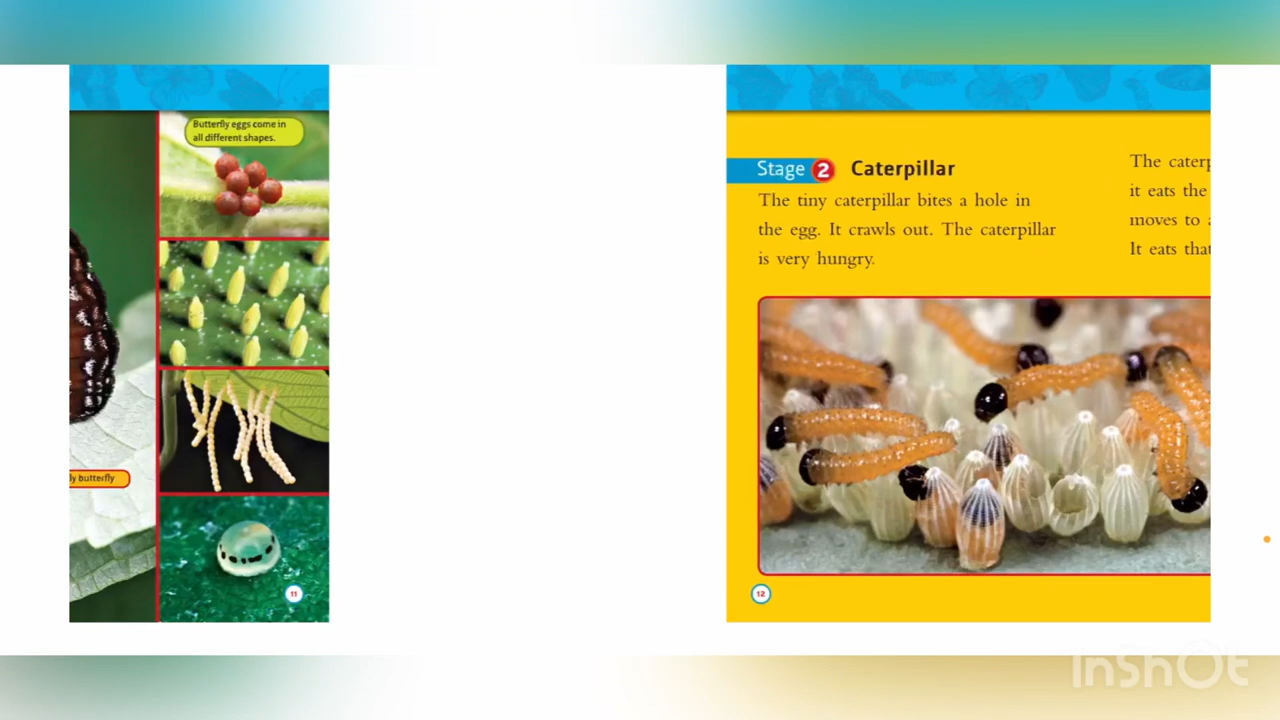 Butterfly eggs come in
all different shapes.
ly butterfly
11
Stage 2 Caterpillar
The tiny caterpillar bites a hole in
the egg. It crawls out. The caterpillar
is very hungry.
The caterp
it eats the
moves to a
It eats that
12
InShOt